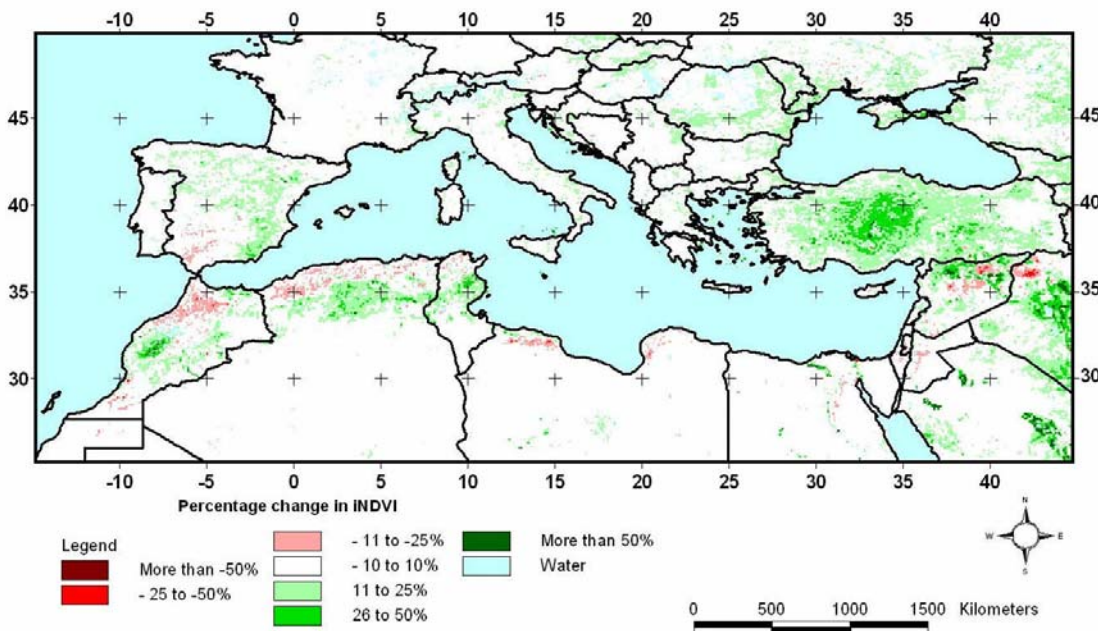 -10 -5 0 5 10 15 20 25 30 35 40
45 45
40 40
35 35
30 30
-10 -5 0 5 10 15 20 25 30 35 40
Percentage change in iNDVI
Legend
More than -50%
- 25 to -50%
- 11 to -25%
- 10 to 10%
11 to 25%
26 to 50%
More than 50%
Water
N
W E
S
0 500 1000 1500 Kilometers